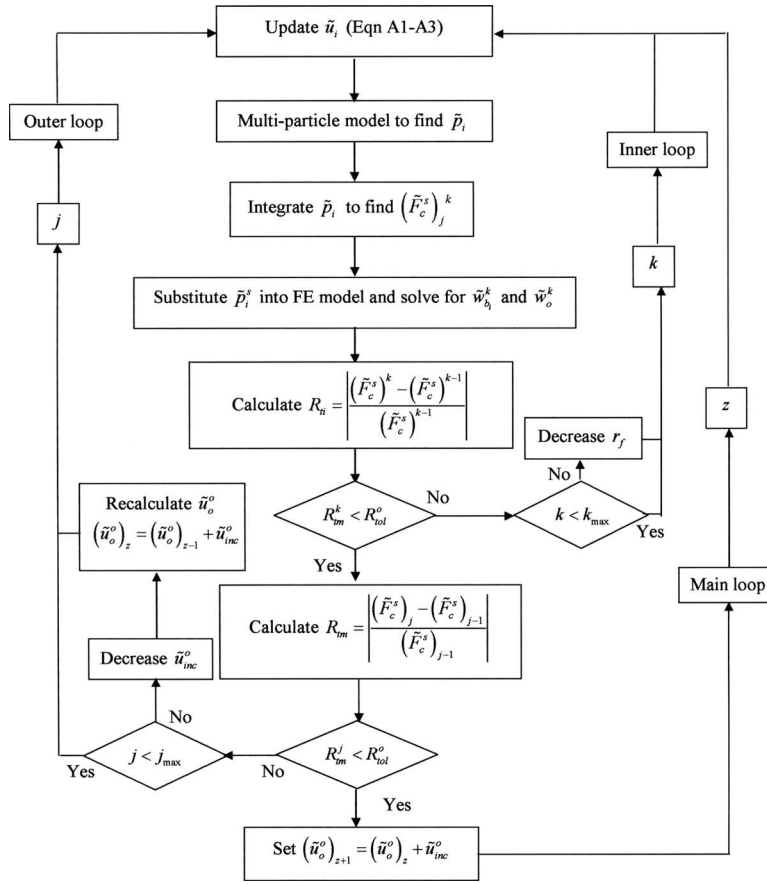 Update ũᵢ (Eqn A1-A3)
Outer loop
Multi-particle model to find p̃ᵢ
Inner loop
j
Integrate p̃ᵢ to find (F̃_c^s)_j^k
k
Substitute p̃_i^s into FE model and solve for w̃_{b_i}^k and w̃_o^k
Calculate R_{ti} = |((F̃_c^s)^k − (F̃_c^s)^{k−1}) / (F̃_c^s)^{k−1}|
z
Decrease r_f
No
Recalculate ũ_o^o
(ũ_o^o)_z = (ũ_o^o)_{z−1} + ũ_{inc}^o
R_{tm}^k < R_{tol}^o
No
k < k_max
Yes
Yes
Main loop
Calculate R_{tm} = |((F̃_c^s)_j − (F̃_c^s)_{j−1}) / (F̃_c^s)_{j−1}|
Decrease ũ_{inc}^o
No
j < j_max
Yes
No
R_{tm}^j < R_{tol}^o
Yes
Set (ũ_o^o)_{z+1} = (ũ_o^o)_z + ũ_{inc}^o